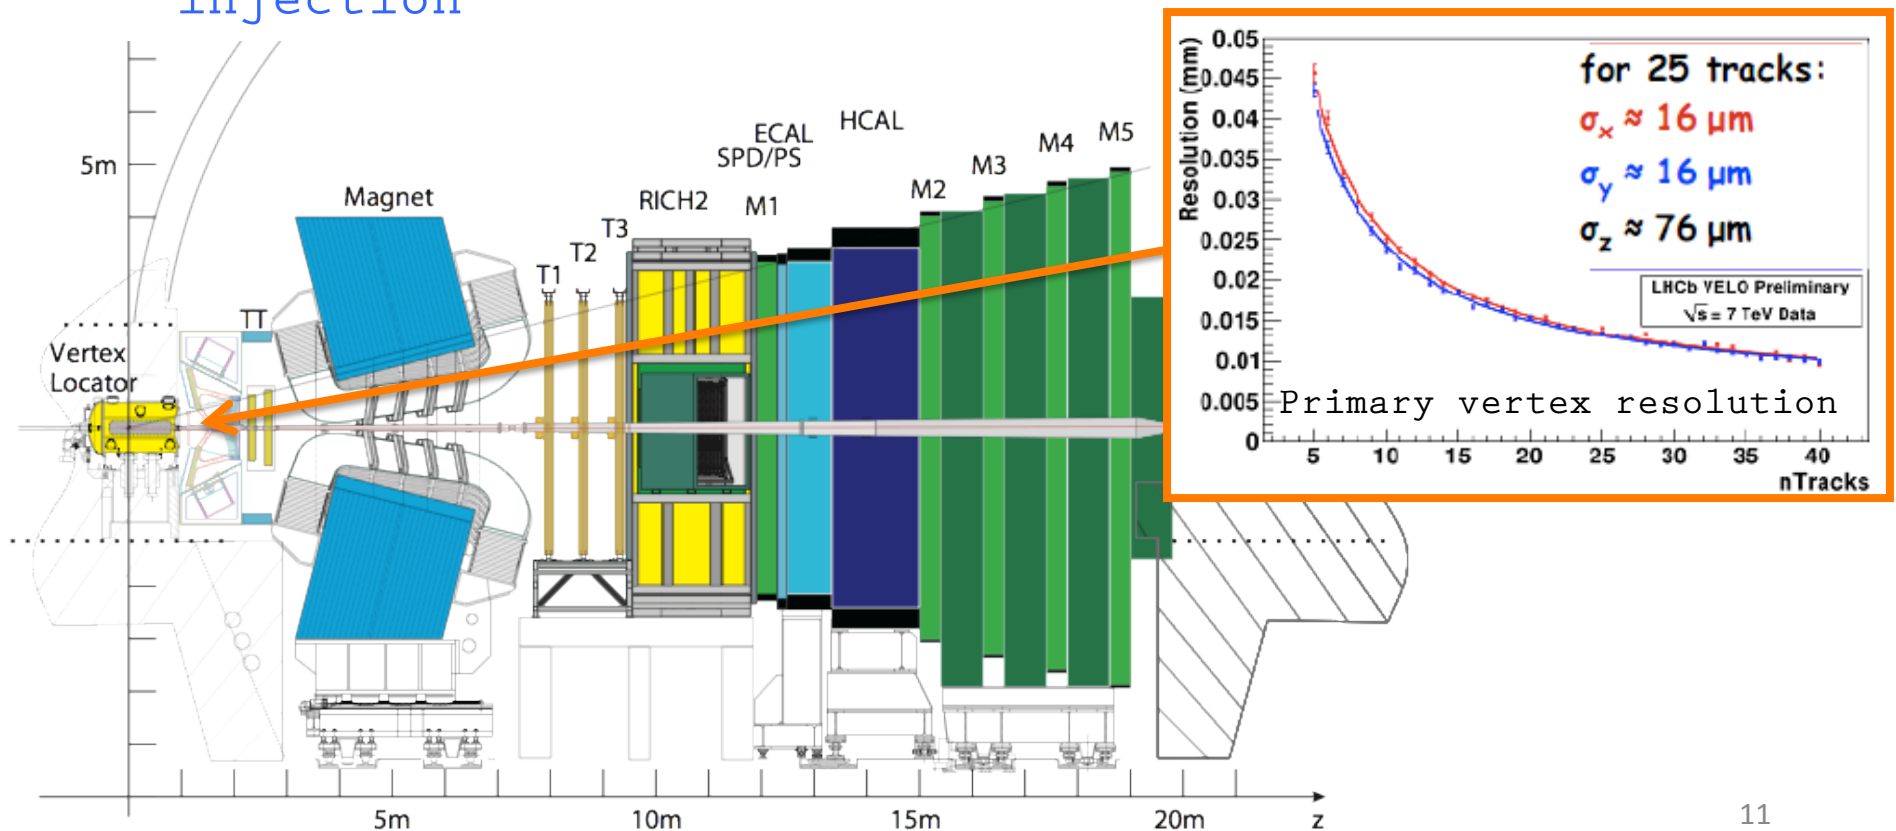 injection
5m
Vertex
Locator
TT
Magnet
T1
T2
T3
RICH2
SPD/PS
ECAL
M1
HCAL
M2
M3
M4
M5
5m
10m
15m
20m
z
Resolution (mm)
0.05
0.045
0.04
0.035
0.03
0.025
0.02
0.015
0.01
0.005
0
for 25 tracks:
σx ≈ 16 μm
σy ≈ 16 μm
σz ≈ 76 μm
LHCb VELO Preliminary
√s = 7 TeV Data
Primary vertex resolution
5 10 15 20 25 30 35 40
nTracks
11